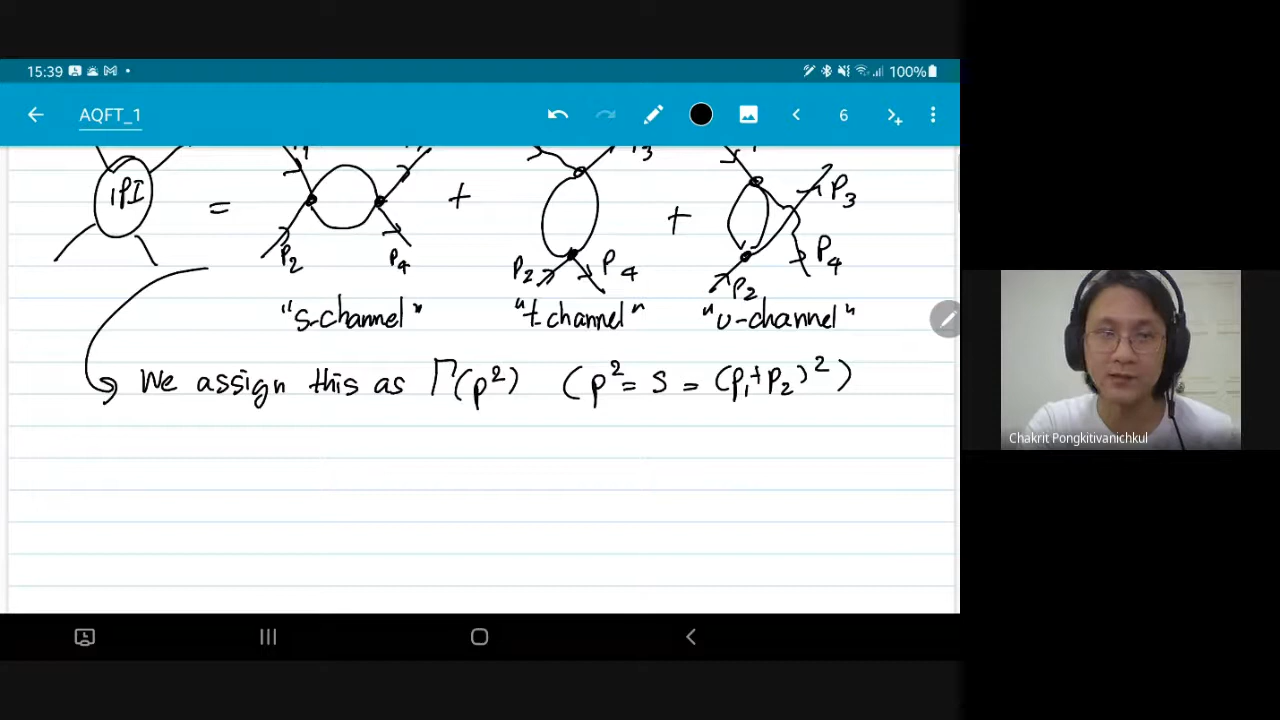 15:39 100%
AQFT_1 6
P3
1PI = + + P3
P2 P4 P2 P4 P2 P4
"s-channel" "t-channel" "u-channel"
We assign this as Γ(p²) (p² = s = (p₁+p₂)²)
Chakrit Pongkitivanichkul